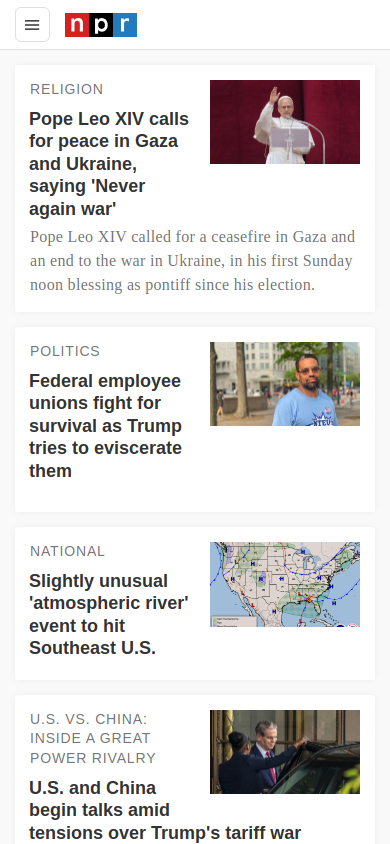 npr
RELIGION
Pope Leo XIV calls
for peace in Gaza
and Ukraine,
saying 'Never
again war'
Pope Leo XIV called for a ceasefire in Gaza and
an end to the war in Ukraine, in his first Sunday
noon blessing as pontiff since his election.
POLITICS
Federal employee
unions fight for
survival as Trump
tries to eviscerate
them
NATIONAL
Slightly unusual
'atmospheric river'
event to hit
Southeast U.S.
U.S. VS. CHINA:
INSIDE A GREAT
POWER RIVALRY
U.S. and China
begin talks amid
tensions over Trump's tariff war